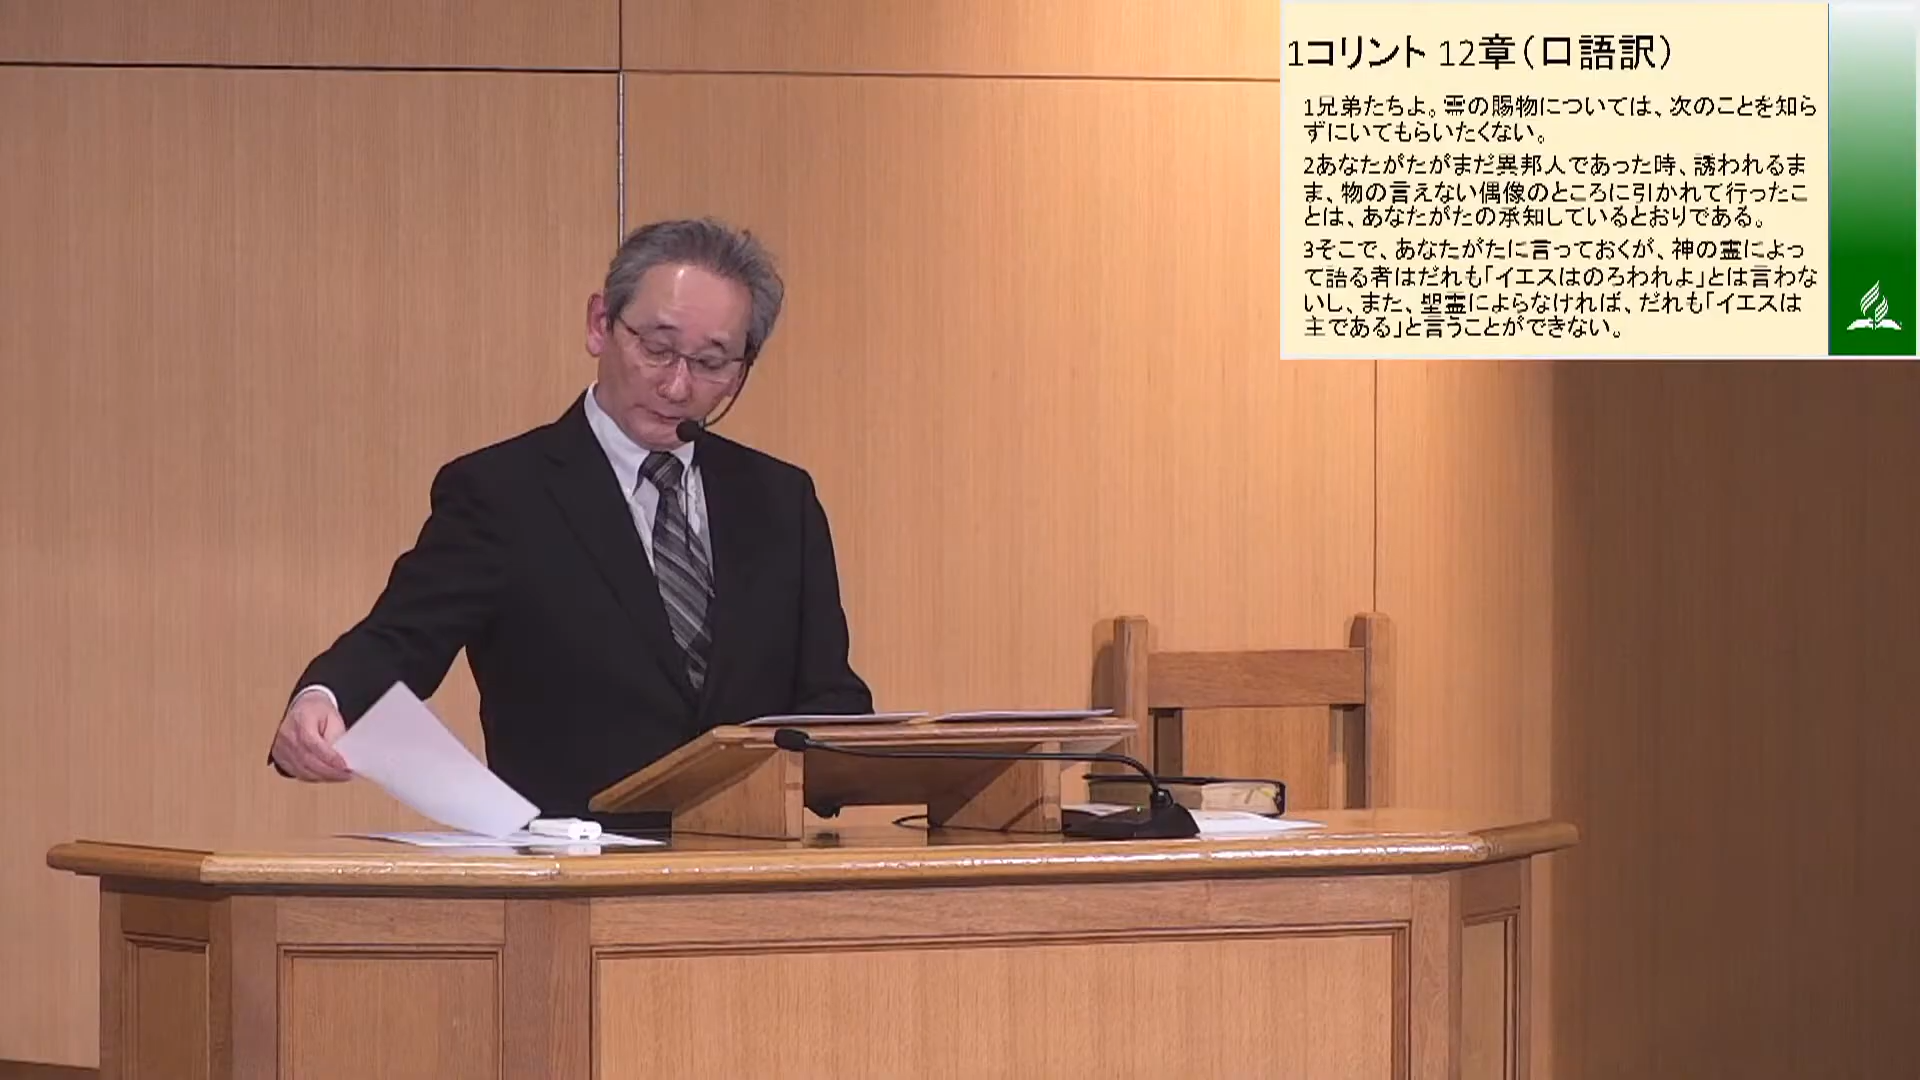 1コリント 12章（口語訳）
1兄弟たちよ。霊の賜物については、次のことを知ら
ずにいてもらいたくない。
2あなたがたがまだ異邦人であった時、誘われるま
ま、物の言えない偶像のところに引かれて行ったこ
とは、あなたがたの承知しているとおりである。
3そこで、あなたがたに言っておくが、神の霊によっ
て語る者はだれも「イエスはのろわれよ」とは言わな
いし、また、聖霊によらなければ、だれも「イエスは
主である」と言うことができない。